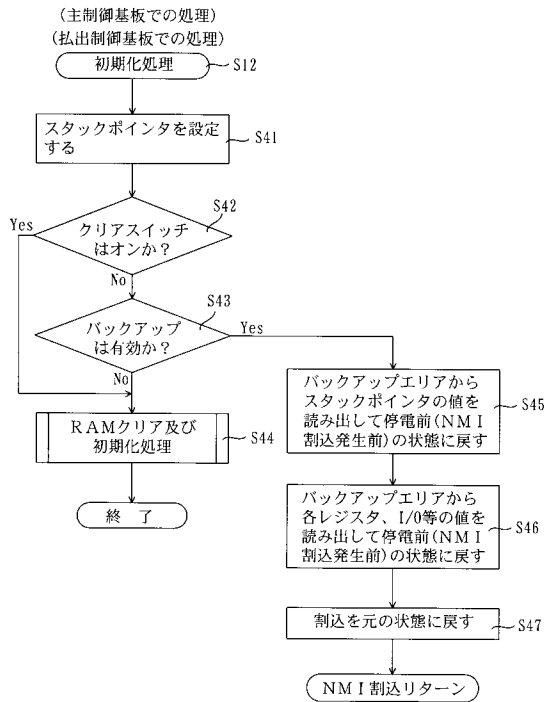 (主制御基板での処理)
(払出制御基板での処理)
初期化処理
S12
スタックポインタを設定
する
S41
クリアスイッチ
はオンか？
S42
Yes
No
バックアップ
は有効か？
S43
Yes
No
RAMクリア及び
初期化処理
S44
終 了
バックアップエリアから
スタックポインタの値を
読み出して停電前(NMI
割込発生前)の状態に戻す
S45
バックアップエリアから
各レジスタ、I/O等の値を
読み出して停電前(NMI
割込発生前)の状態に戻す
S46
割込を元の状態に戻す
S47
NMI割込リターン